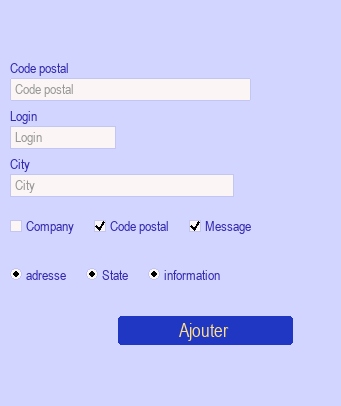 Code postal
Code postal
Login
Login
City
City
Company Code postal Message
adresse State information
Ajouter